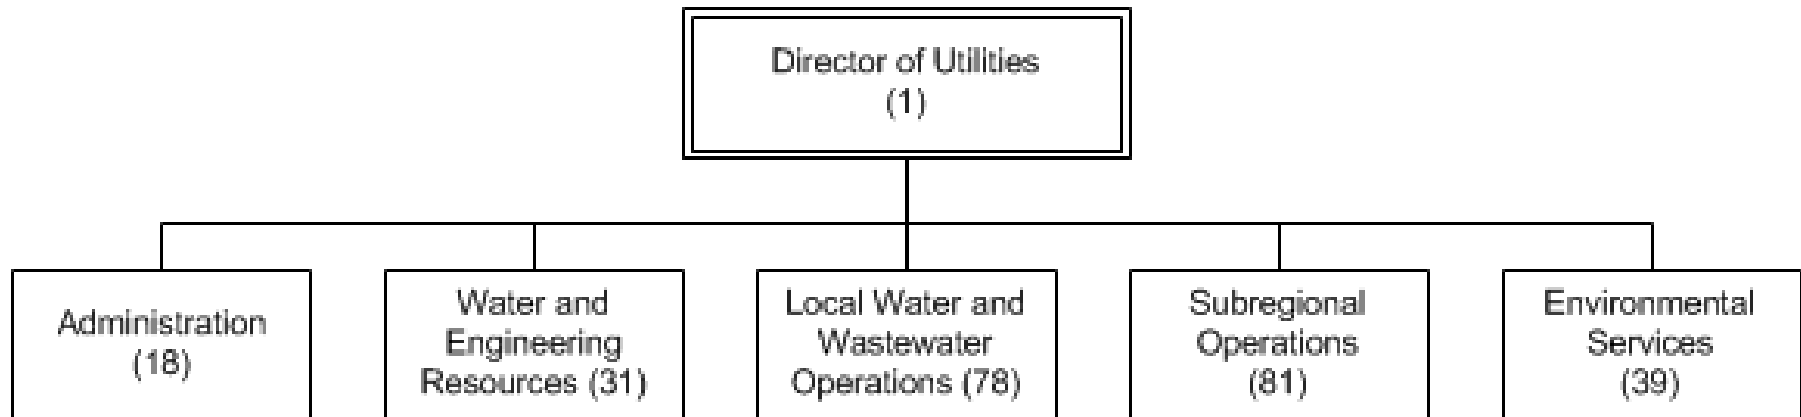 Director of Utilities
(1)
Administration
(18)
Water and
Engineering
Resources (31)
Local Water and
Wastewater
Operations (78)
Subregional
Operations
(81)
Environmental
Services
(39)